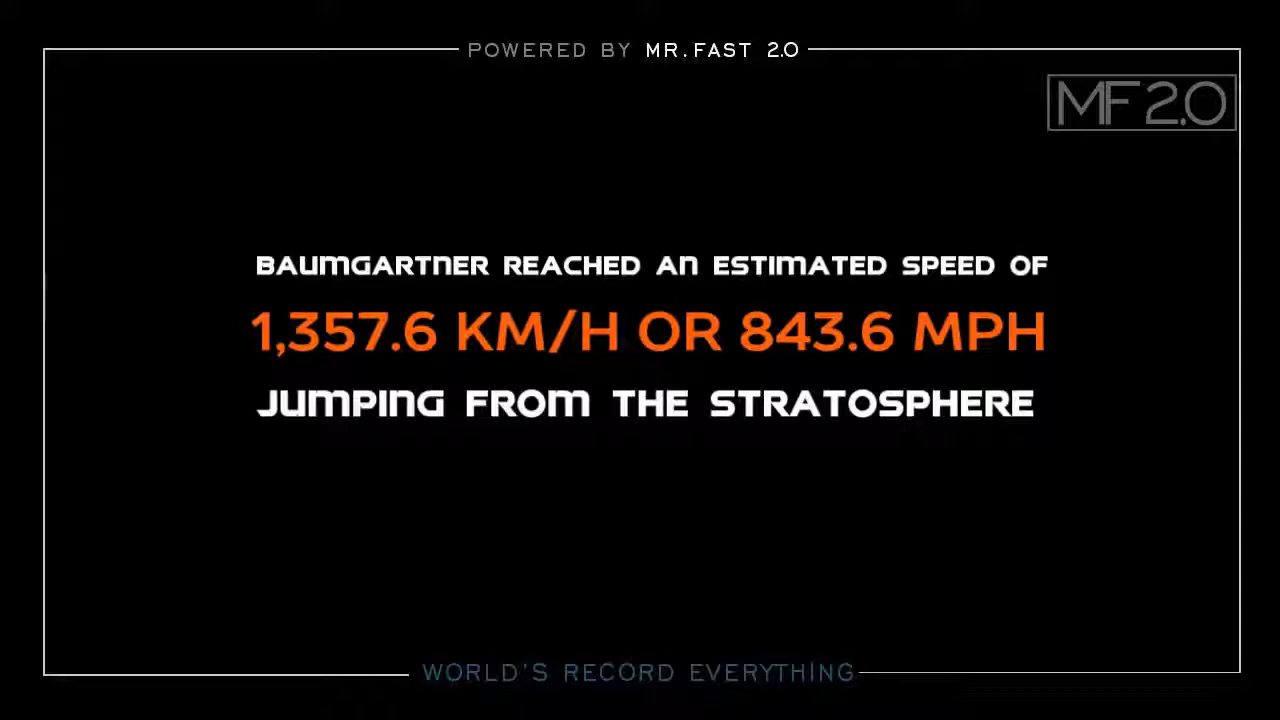 POWERED BY MR.FAST 2.0
MF 2.0
BAUMGARTNER REACHED AN ESTIMATED SPEED OF
1,357.6 KM/H OR 843.6 MPH
JUMPING FROM THE STRATOSPHERE
WORLD'S RECORD EVERYTHING